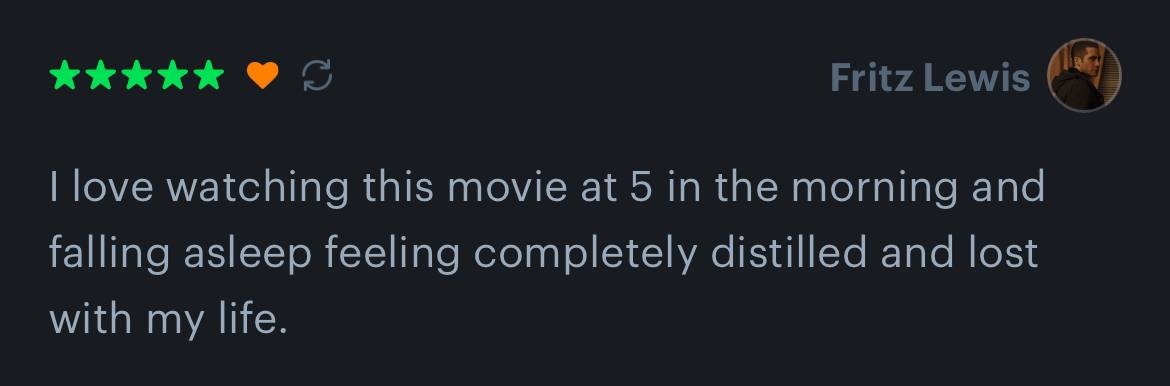 Fritz Lewis
I love watching this movie at 5 in the morning and
falling asleep feeling completely distilled and lost
with my life.